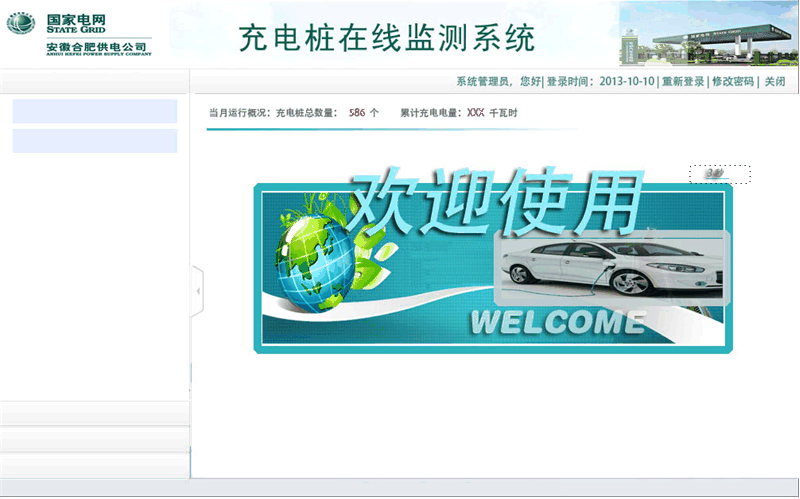 国家电网
STATE GRID
安徽合肥供电公司
ANHUI HEFEI POWER SUPPLY COMPANY
充电桩在线监测系统
系统管理员，您好| 登录时间：2013-10-10 | 重新登录 | 修改密码 | 关闭
当月运行概况：充电桩总数量： 586 个 累计充电电量：XXX 千瓦时
3秒
欢迎使用
WELCOME